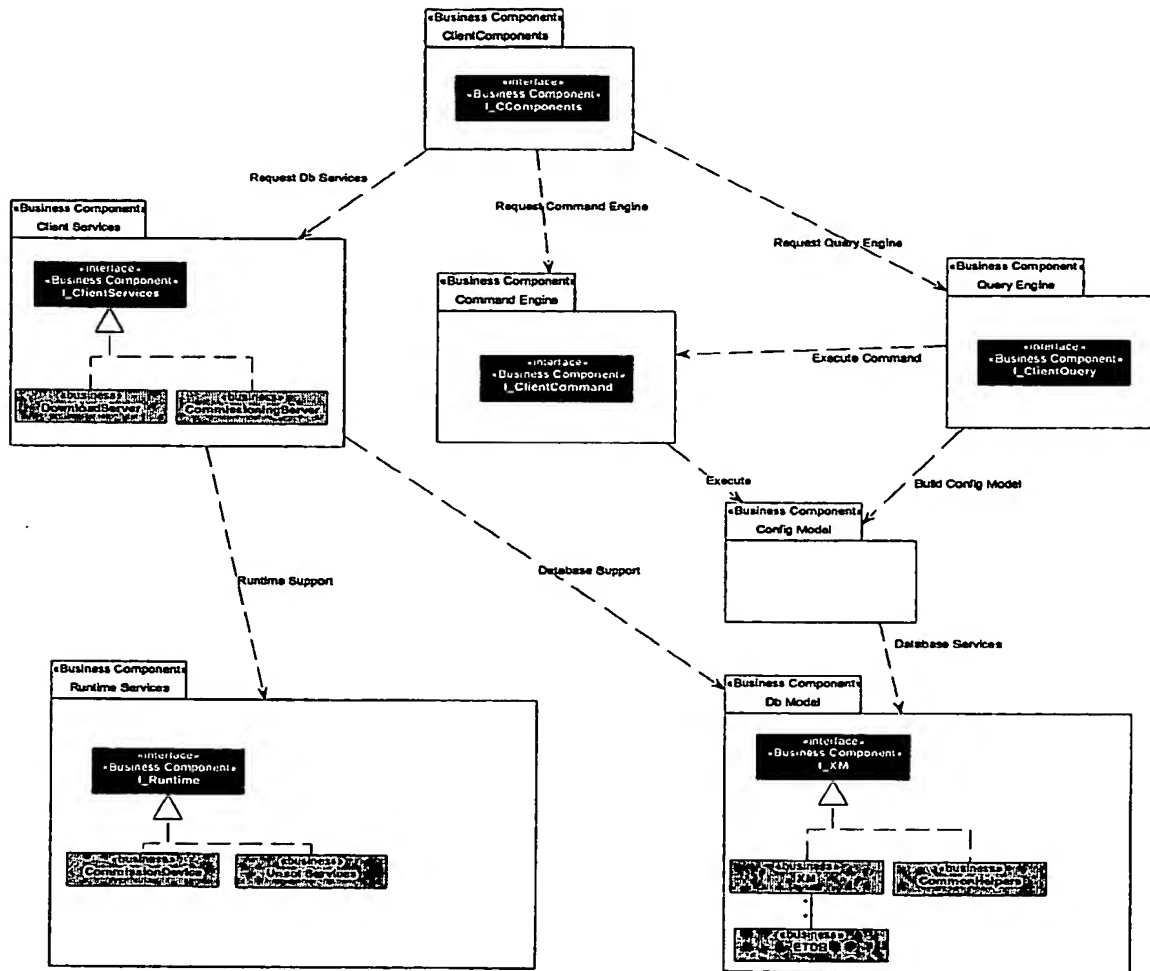 «Business Component»
ClientComponents
«interface»
«Business Component»
I_CComponents
Request Db Services
Request Command Engine
Request Query Engine
«Business Component»
Client Services
«interface»
«Business Component»
I_ClientServices
«business»
DownloadServer
«business»
CommissioningServer
«Business Component»
Command Engine
«interface»
«Business Component»
I_ClientCommand
Execute Command
«Business Component»
Query Engine
«interface»
«Business Component»
I_ClientQuery
Execute
Build Config Model
«Business Component»
Config Model
Runtime Support
Database Support
Database Services
«Business Component»
Runtime Services
«interface»
«Business Component»
I_Runtime
«business»
CommissionDevice
«business»
Unsol Services
«Business Component»
Db Model
«interface»
«Business Component»
I_XM
«business»
«business»
CommonHelpers
«business»
ETDB